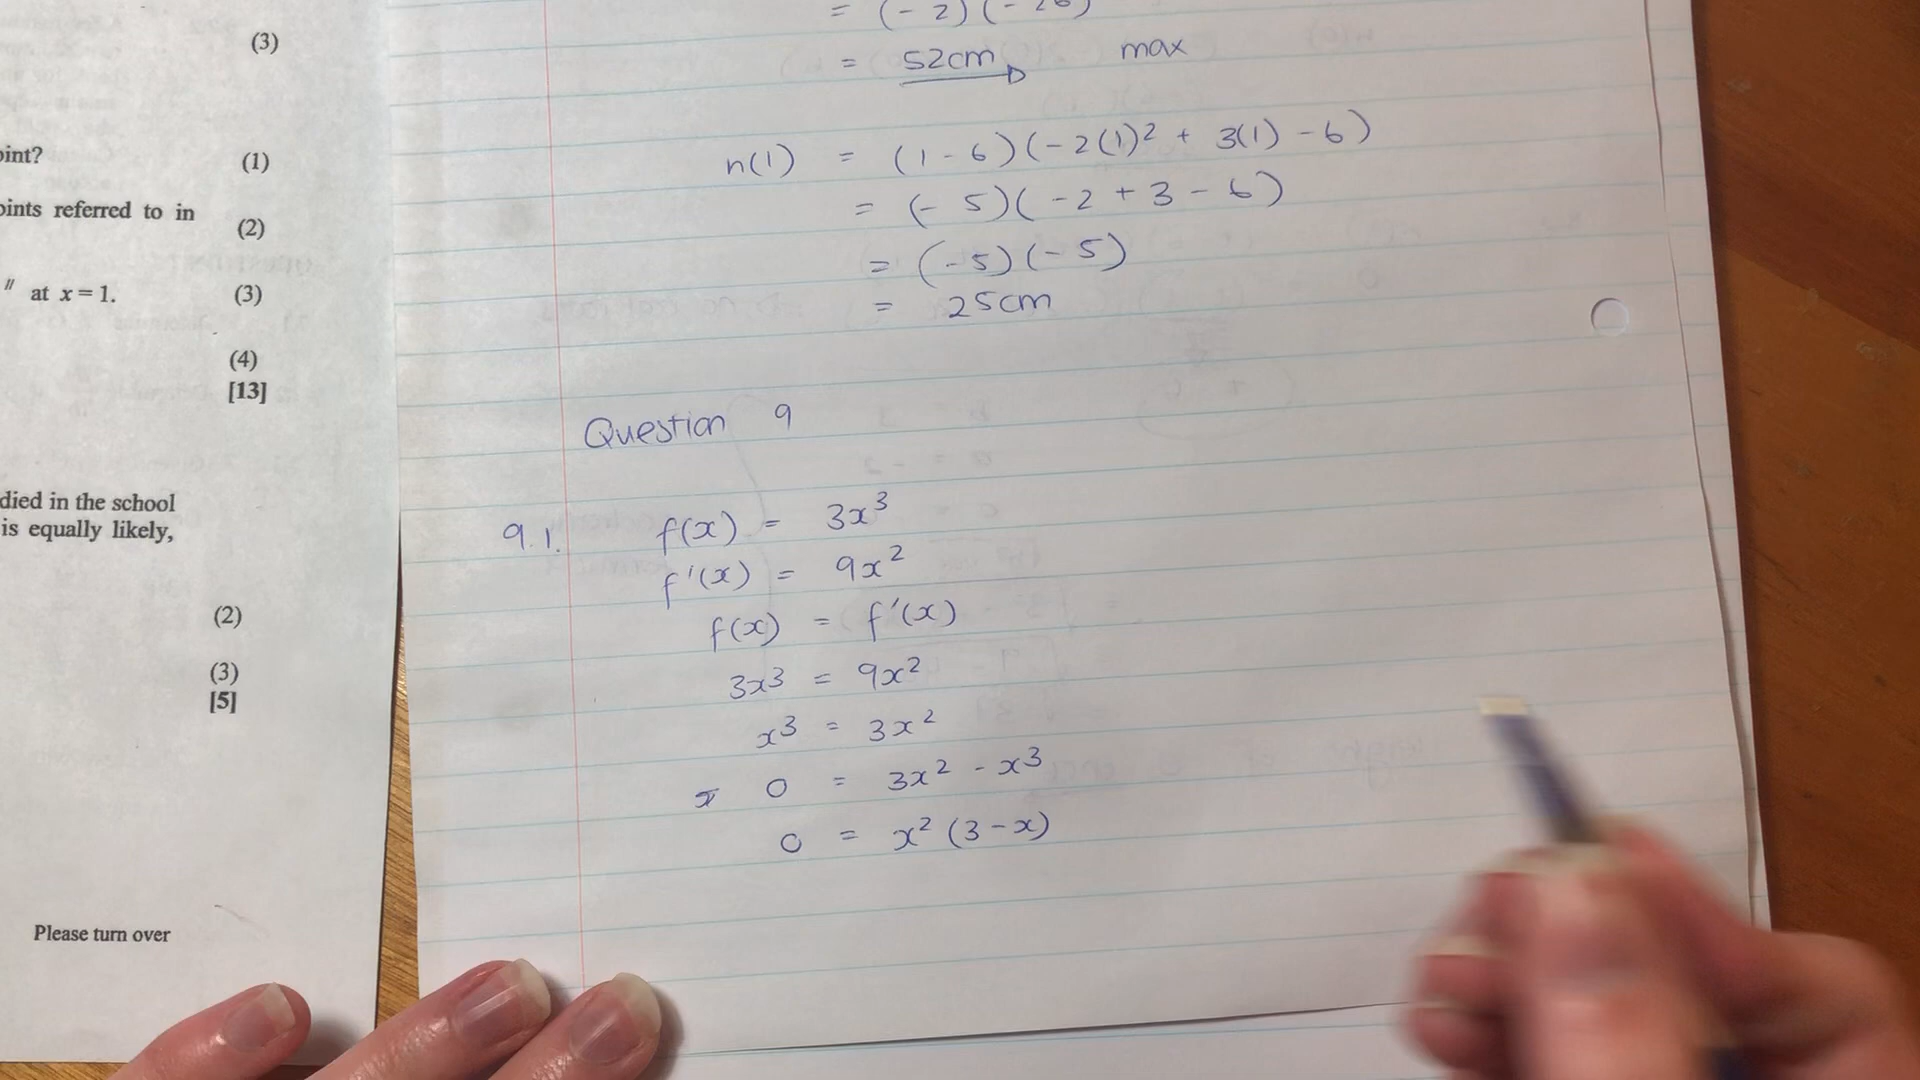 (3)
oint?
(1)
oints referred to in
(2)
" at x = 1.
(3)
(4)
[13]
died in the school
is equally likely,
(2)
(3)
[5]
Please turn over
= (-2)(-26)
= 52cm max
n(1) = (1-6)(-2(1)² + 3(1) - 6)
= (-5)(-2 + 3 - 6)
= (-5)(-5)
= 25cm
Question 9
9.1. f(x) = 3x³
f'(x) = 9x²
f(x) = f'(x)
3x³ = 9x²
x³ = 3x²
0 = 3x² - x³
0 = x² (3-x)